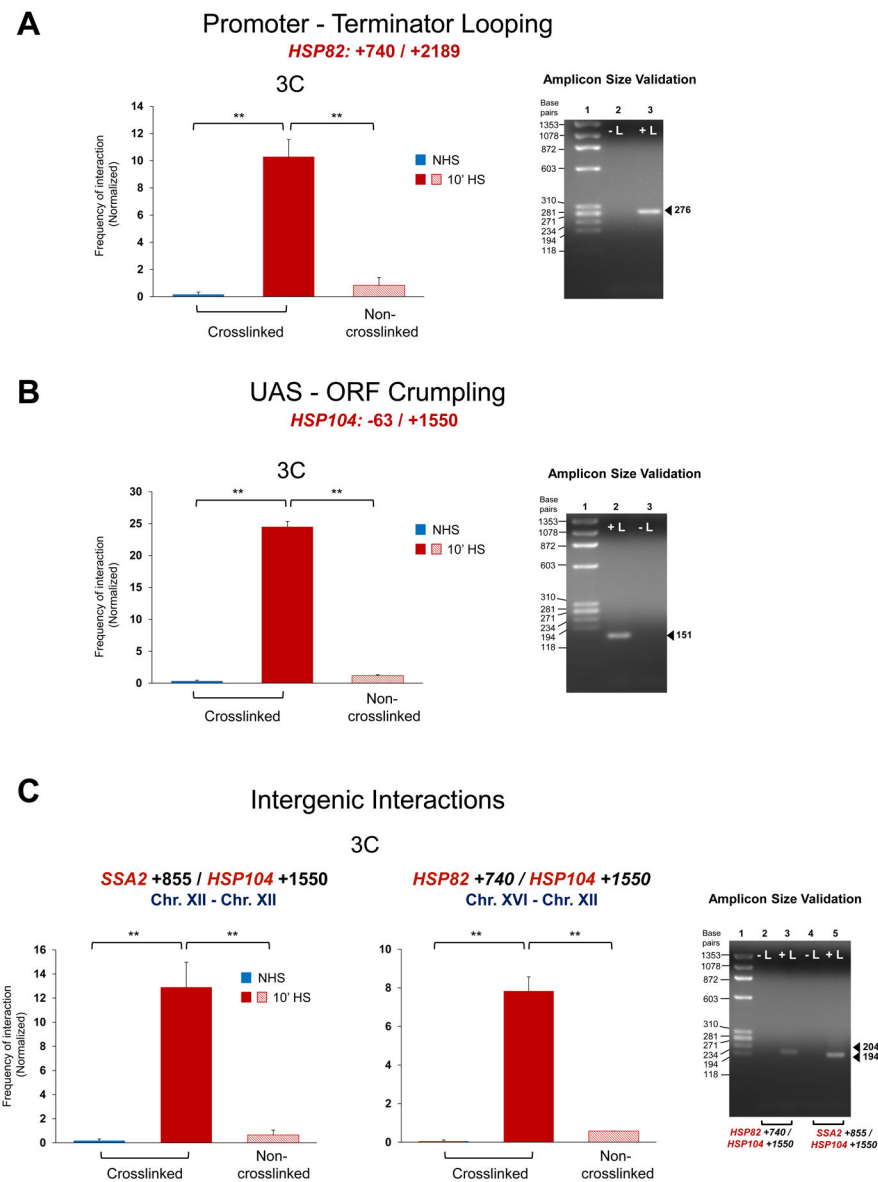 A
Promoter - Terminator Looping
HSP82: +740 / +2189
3C
Frequency of interaction
(Normalized)
14
12
10
8
6
4
2
0
**
**
NHS
10’ HS
Crosslinked
Non-
crosslinked
Amplicon Size Validation
Base
pairs
1 2 3
- L + L
1353
1078
872
603
310
281
271
234
194
118
276
B
UAS - ORF Crumpling
HSP104: -63 / +1550
3C
Frequency of interaction
(Normalized)
30
25
20
15
10
5
0
**
**
NHS
10’ HS
Crosslinked
Non-
crosslinked
Amplicon Size Validation
Base
pairs
1 2 3
+ L - L
1353
1078
872
603
310
281
271
234
194
118
151
C
Intergenic Interactions
3C
SSA2 +855 / HSP104 +1550
Chr. XII - Chr. XII
Frequency of interaction
(Normalized)
16
14
12
10
8
6
4
2
0
**
**
NHS
10’ HS
Crosslinked
Non-
crosslinked
HSP82 +740 / HSP104 +1550
Chr. XVI - Chr. XII
10
8
6
4
2
0
**
**
Crosslinked
Non-
crosslinked
Amplicon Size Validation
Base
pairs
1 2 3 4 5
- L + L - L + L
1353
1078
872
603
310
281
271
234
194
118
204
194
HSP82 +740 /
HSP104 +1550
SSA2 +855 /
HSP104 +1550